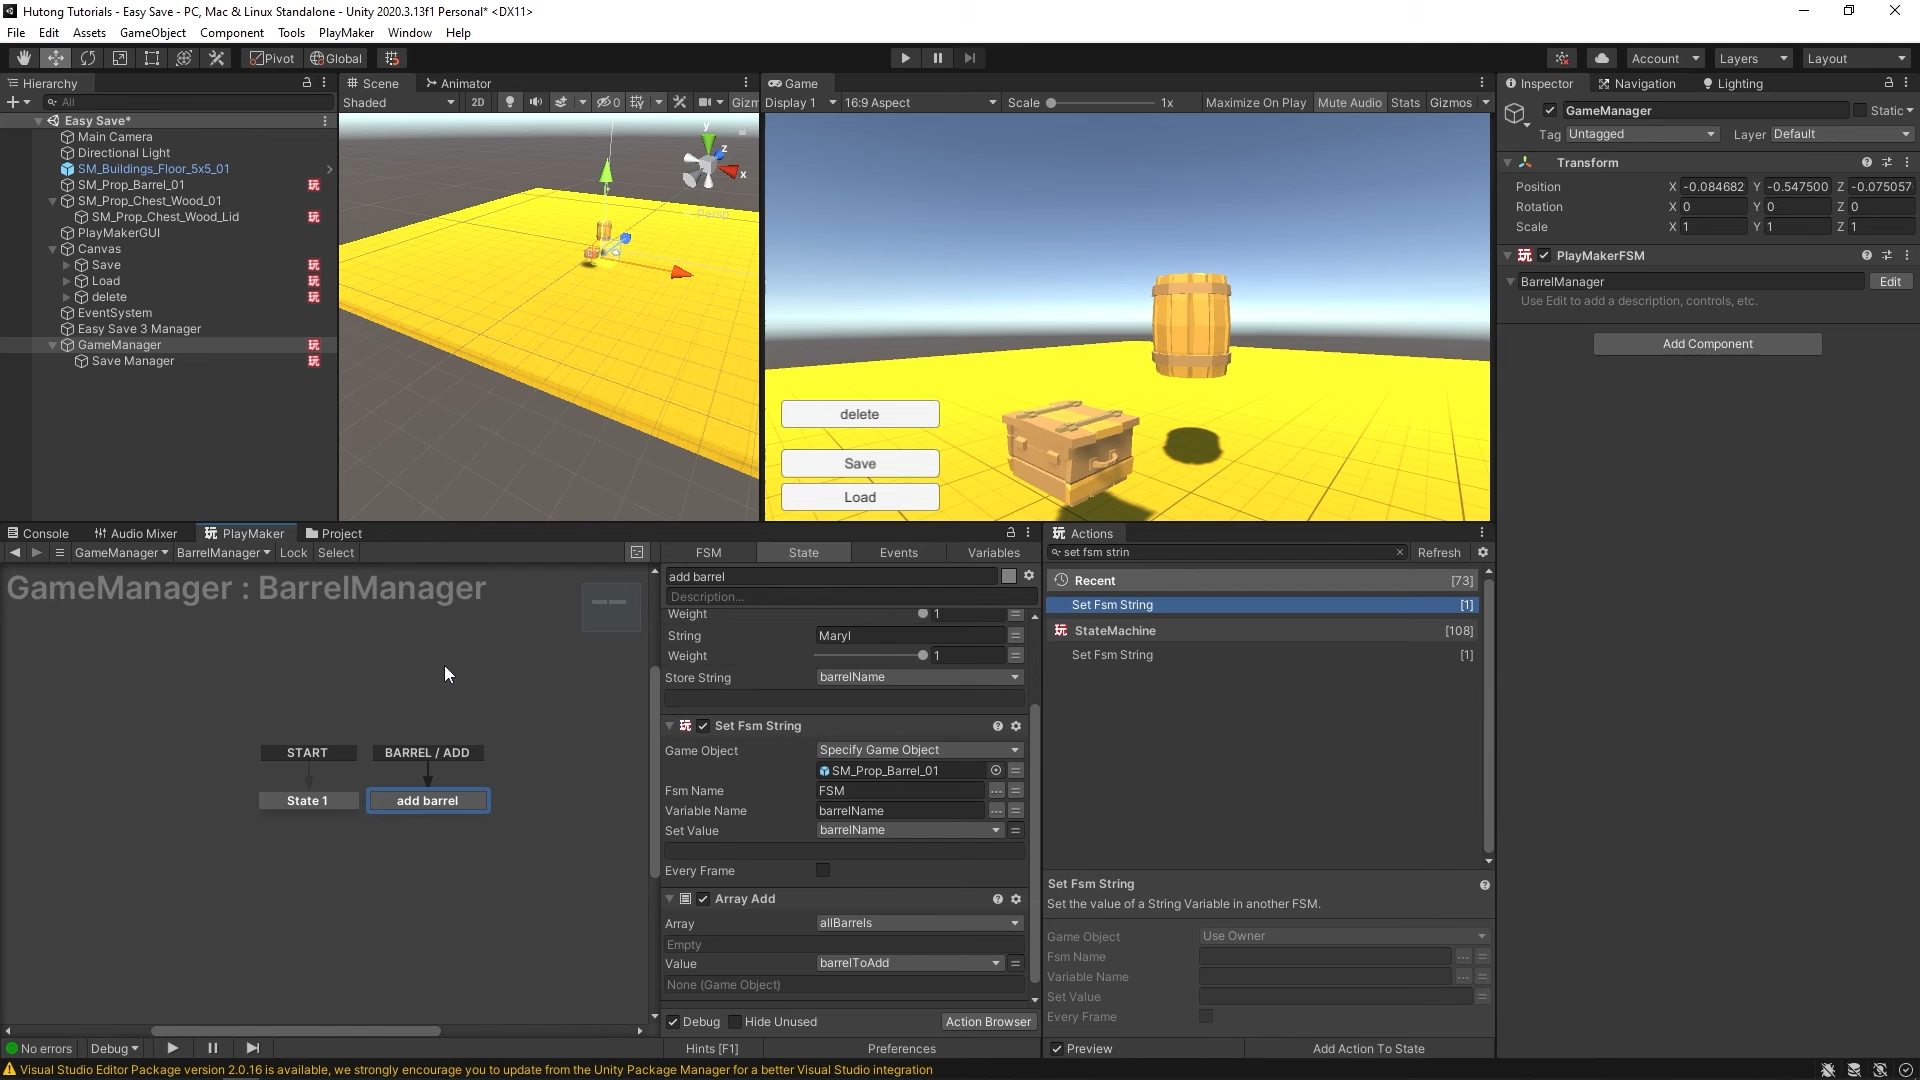 Hutong Tutorials - Easy Save - PC, Mac & Linux Standalone - Unity 2020.3.13f1 Personal* <DX11>
File Edit Assets GameObject Component Tools PlayMaker Window Help
Pivot Global Account Layers Layout
Hierarchy
All
Easy Save*
Main Camera
Directional Light
SM_Buildings_Floor_5x5_01
SM_Prop_Barrel_01
SM_Prop_Chest_Wood_01
SM_Prop_Chest_Wood_Lid
PlayMakerGUI
Canvas
Save
Load
delete
EventSystem
Easy Save 3 Manager
GameManager
Save Manager
Scene Animator
Shaded 2D 0 Gizm
y
z
x
Persp
Game
Display 1 16:9 Aspect Scale 1x Maximize On Play Mute Audio Stats Gizmos
delete
Save
Load
Inspector Navigation Lighting
GameManager Static
Tag Untagged Layer Default
Transform
Position X -0.084682 Y -0.547500 Z -0.075057
Rotation X 0 Y 0 Z 0
Scale X 1 Y 1 Z 1
PlayMakerFSM
BarrelManager Edit
Use Edit to add a description, controls, etc.
Add Component
Console Audio Mixer PlayMaker Project
GameManager BarrelManager Lock Select
GameManager : BarrelManager
START BARREL / ADD
State 1 add barrel
No errors Debug
FSM State Events Variables
add barrel
Description...
Weight 1
String Maryl
Weight 1
Store String barrelName
Set Fsm String
Game Object Specify Game Object
SM_Prop_Barrel_01
Fsm Name FSM
Variable Name barrelName
Set Value barrelName
Every Frame
Array Add
Array allBarrels
Empty
Value barrelToAdd
None (Game Object)
Debug Hide Unused Action Browser
Hints [F1] Preferences
Actions
set fsm strin Refresh
Recent [73]
Set Fsm String [1]
StateMachine [108]
Set Fsm String [1]
Set Fsm String
Set the value of a String Variable in another FSM.
Game Object Use Owner
Fsm Name
Variable Name
Set Value
Every Frame
Preview Add Action To State
Visual Studio Editor Package version 2.0.16 is available, we strongly encourage you to update from the Unity Package Manager for a better Visual Studio integration